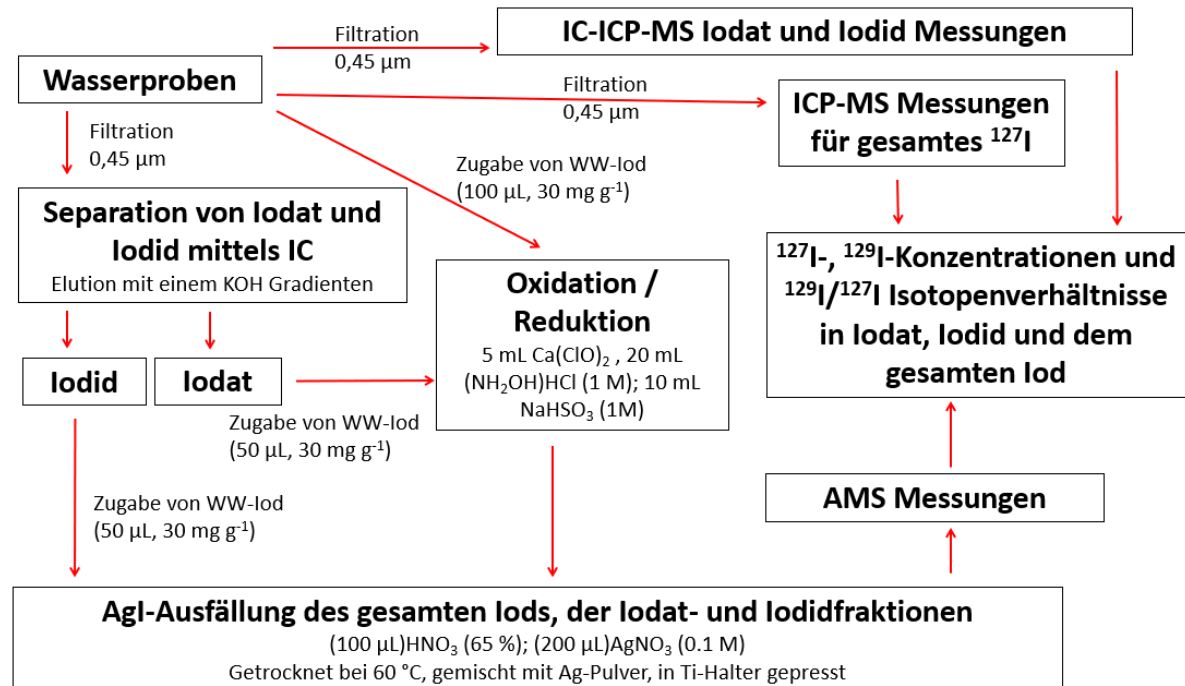 Filtration
0,45 µm
IC-ICP-MS Iodat und Iodid Messungen
Wasserproben
Filtration
0,45 µm
ICP-MS Messungen
für gesamtes ¹²⁷I
Filtration
0,45 µm
Zugabe von WW-Iod
(100 µL, 30 mg g⁻¹)
Separation von Iodat und
Iodid mittels IC
Elution mit einem KOH Gradienten
Oxidation /
Reduktion
5 mL Ca(ClO)₂ , 20 mL
(NH₂OH)HCl (1 M); 10 mL
NaHSO₃ (1M)
¹²⁷I-, ¹²⁹I-Konzentrationen und
¹²⁹I/¹²⁷I Isotopenverhältnisse
in Iodat, Iodid und dem
gesamten Iod
Iodid
Iodat
Zugabe von WW-Iod
(50 µL, 30 mg g⁻¹)
Zugabe von WW-Iod
(50 µL, 30 mg g⁻¹)
AMS Messungen
AgI-Ausfällung des gesamten Iods, der Iodat- und Iodidfraktionen
(100 µL)HNO₃ (65 %); (200 µL)AgNO₃ (0.1 M)
Getrocknet bei 60 °C, gemischt mit Ag-Pulver, in Ti-Halter gepresst